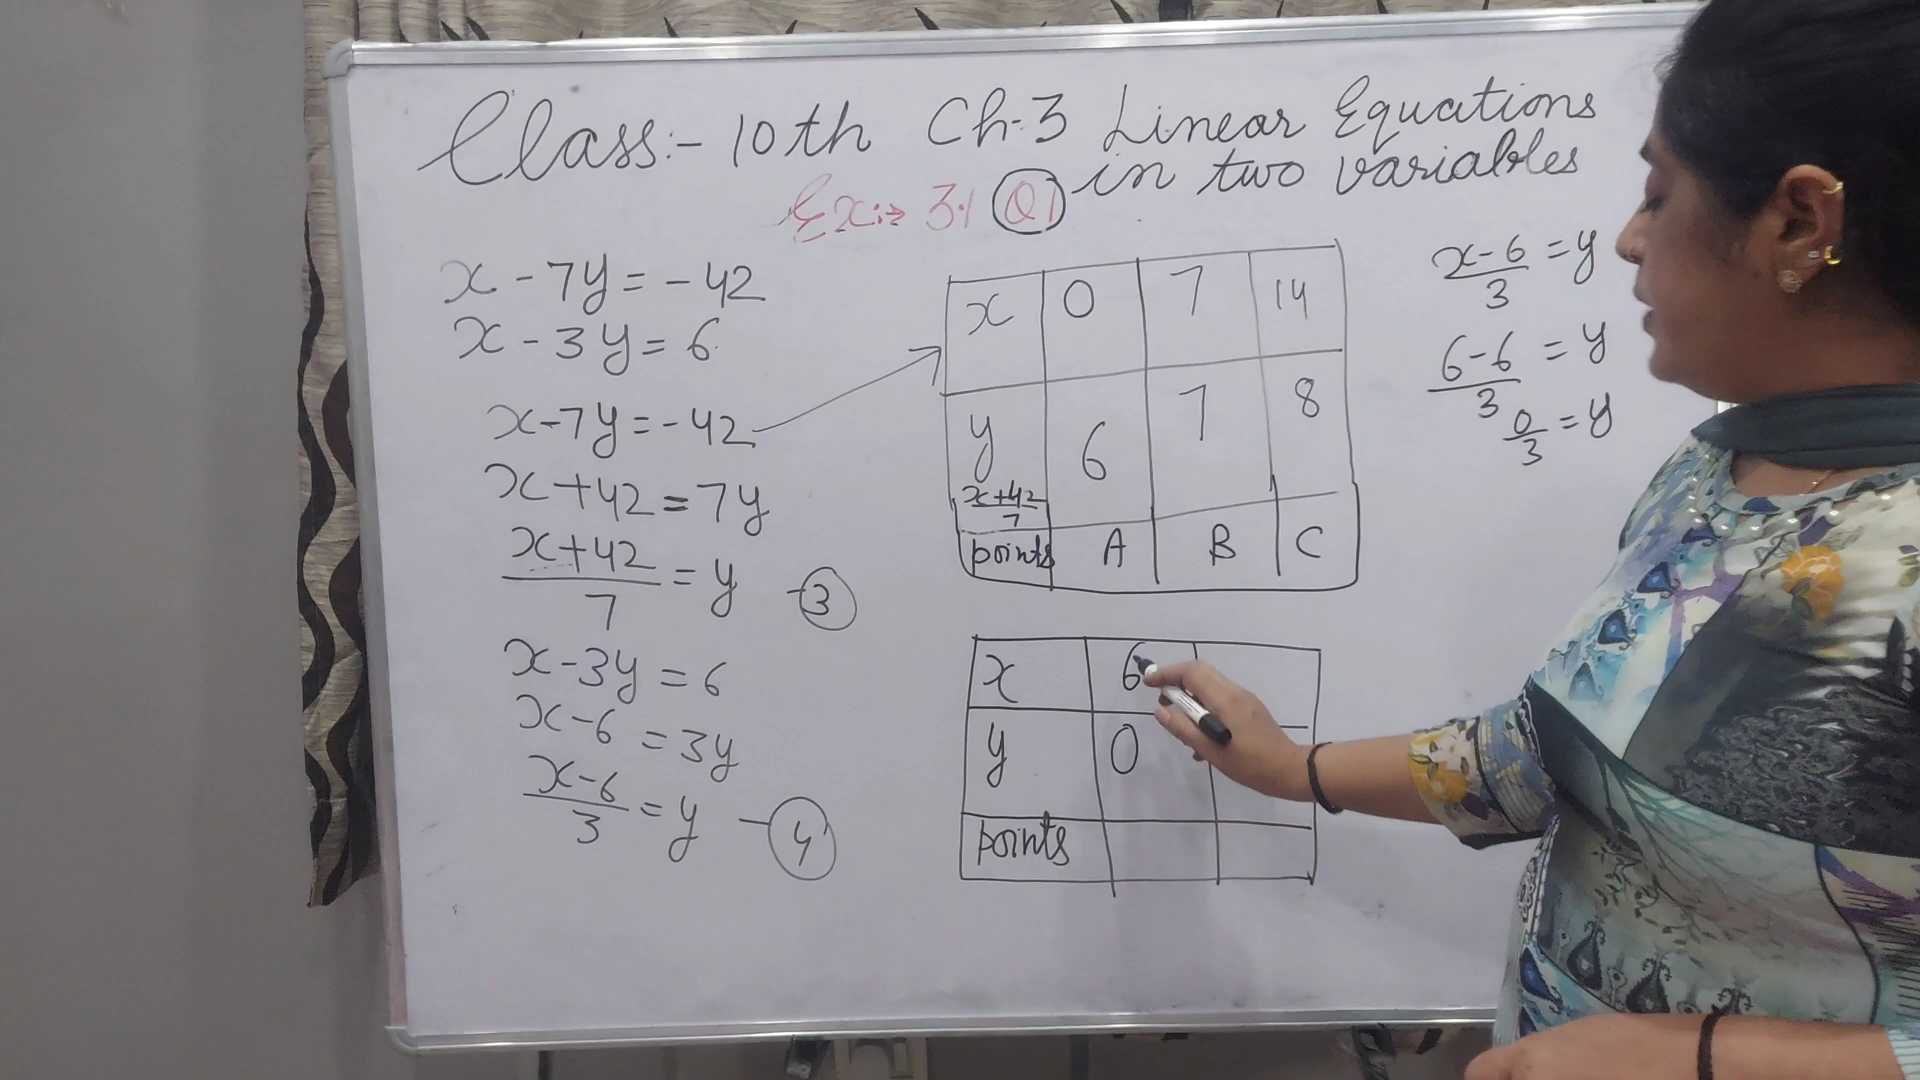 Class:- 10th Ch-3 Linear Equations
in two variables
Ex:→ 3.1 Q1
x - 7y = - 42
x - 3y = 6
x - 7y = - 42
x + 42 = 7y
x + 42 / 7 = y - 3
x - 3y = 6
x - 6 = 3y
x - 6 / 3 = y - 4
x 0 7 14
y 6 7 8
x+42 / 7
points A B C
x 6
y 0
points
x - 6 / 3 = y
6 - 6 / 3 = y
0 / 3 = y